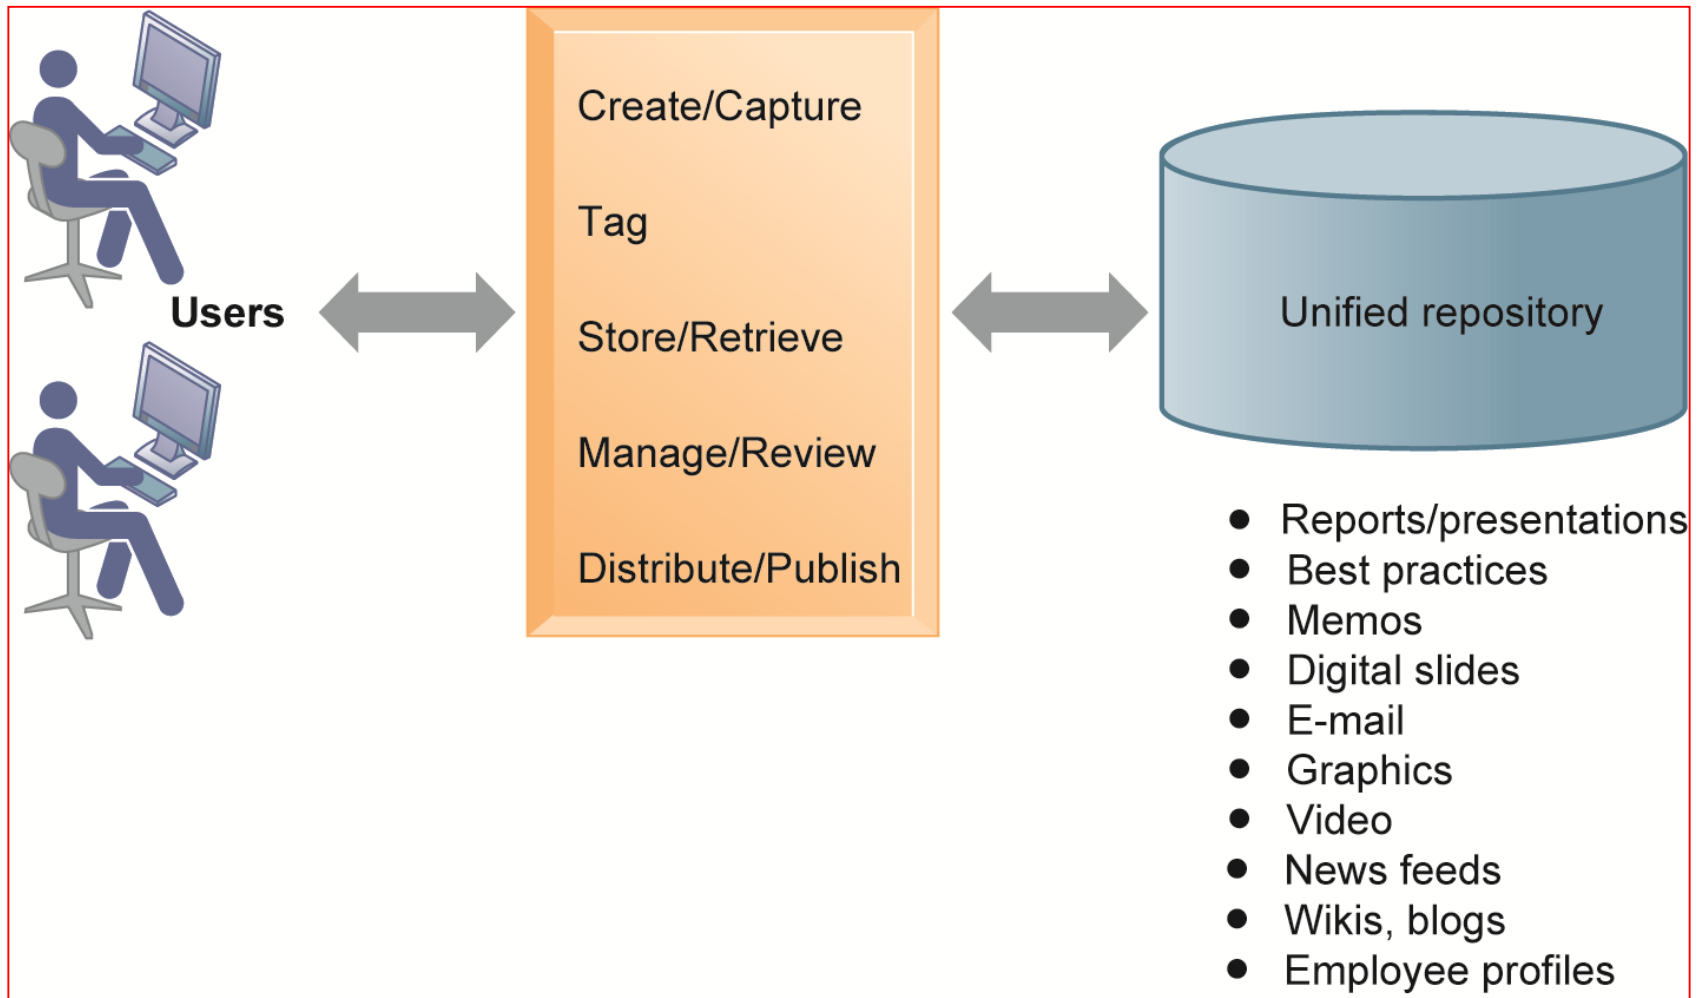 Users
Create/Capture
Tag
Store/Retrieve
Manage/Review
Distribute/Publish
Unified repository
● Reports/presentations
● Best practices
● Memos
● Digital slides
● E-mail
● Graphics
● Video
● News feeds
● Wikis, blogs
● Employee profiles